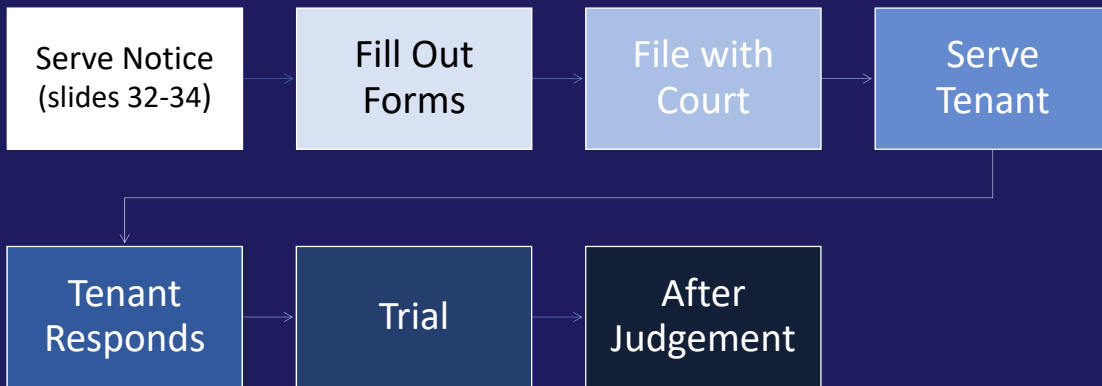 Serve Notice
(slides 32-34)
Fill Out
Forms
File with
Court
Serve
Tenant
Tenant
Responds
Trial
After
Judgement